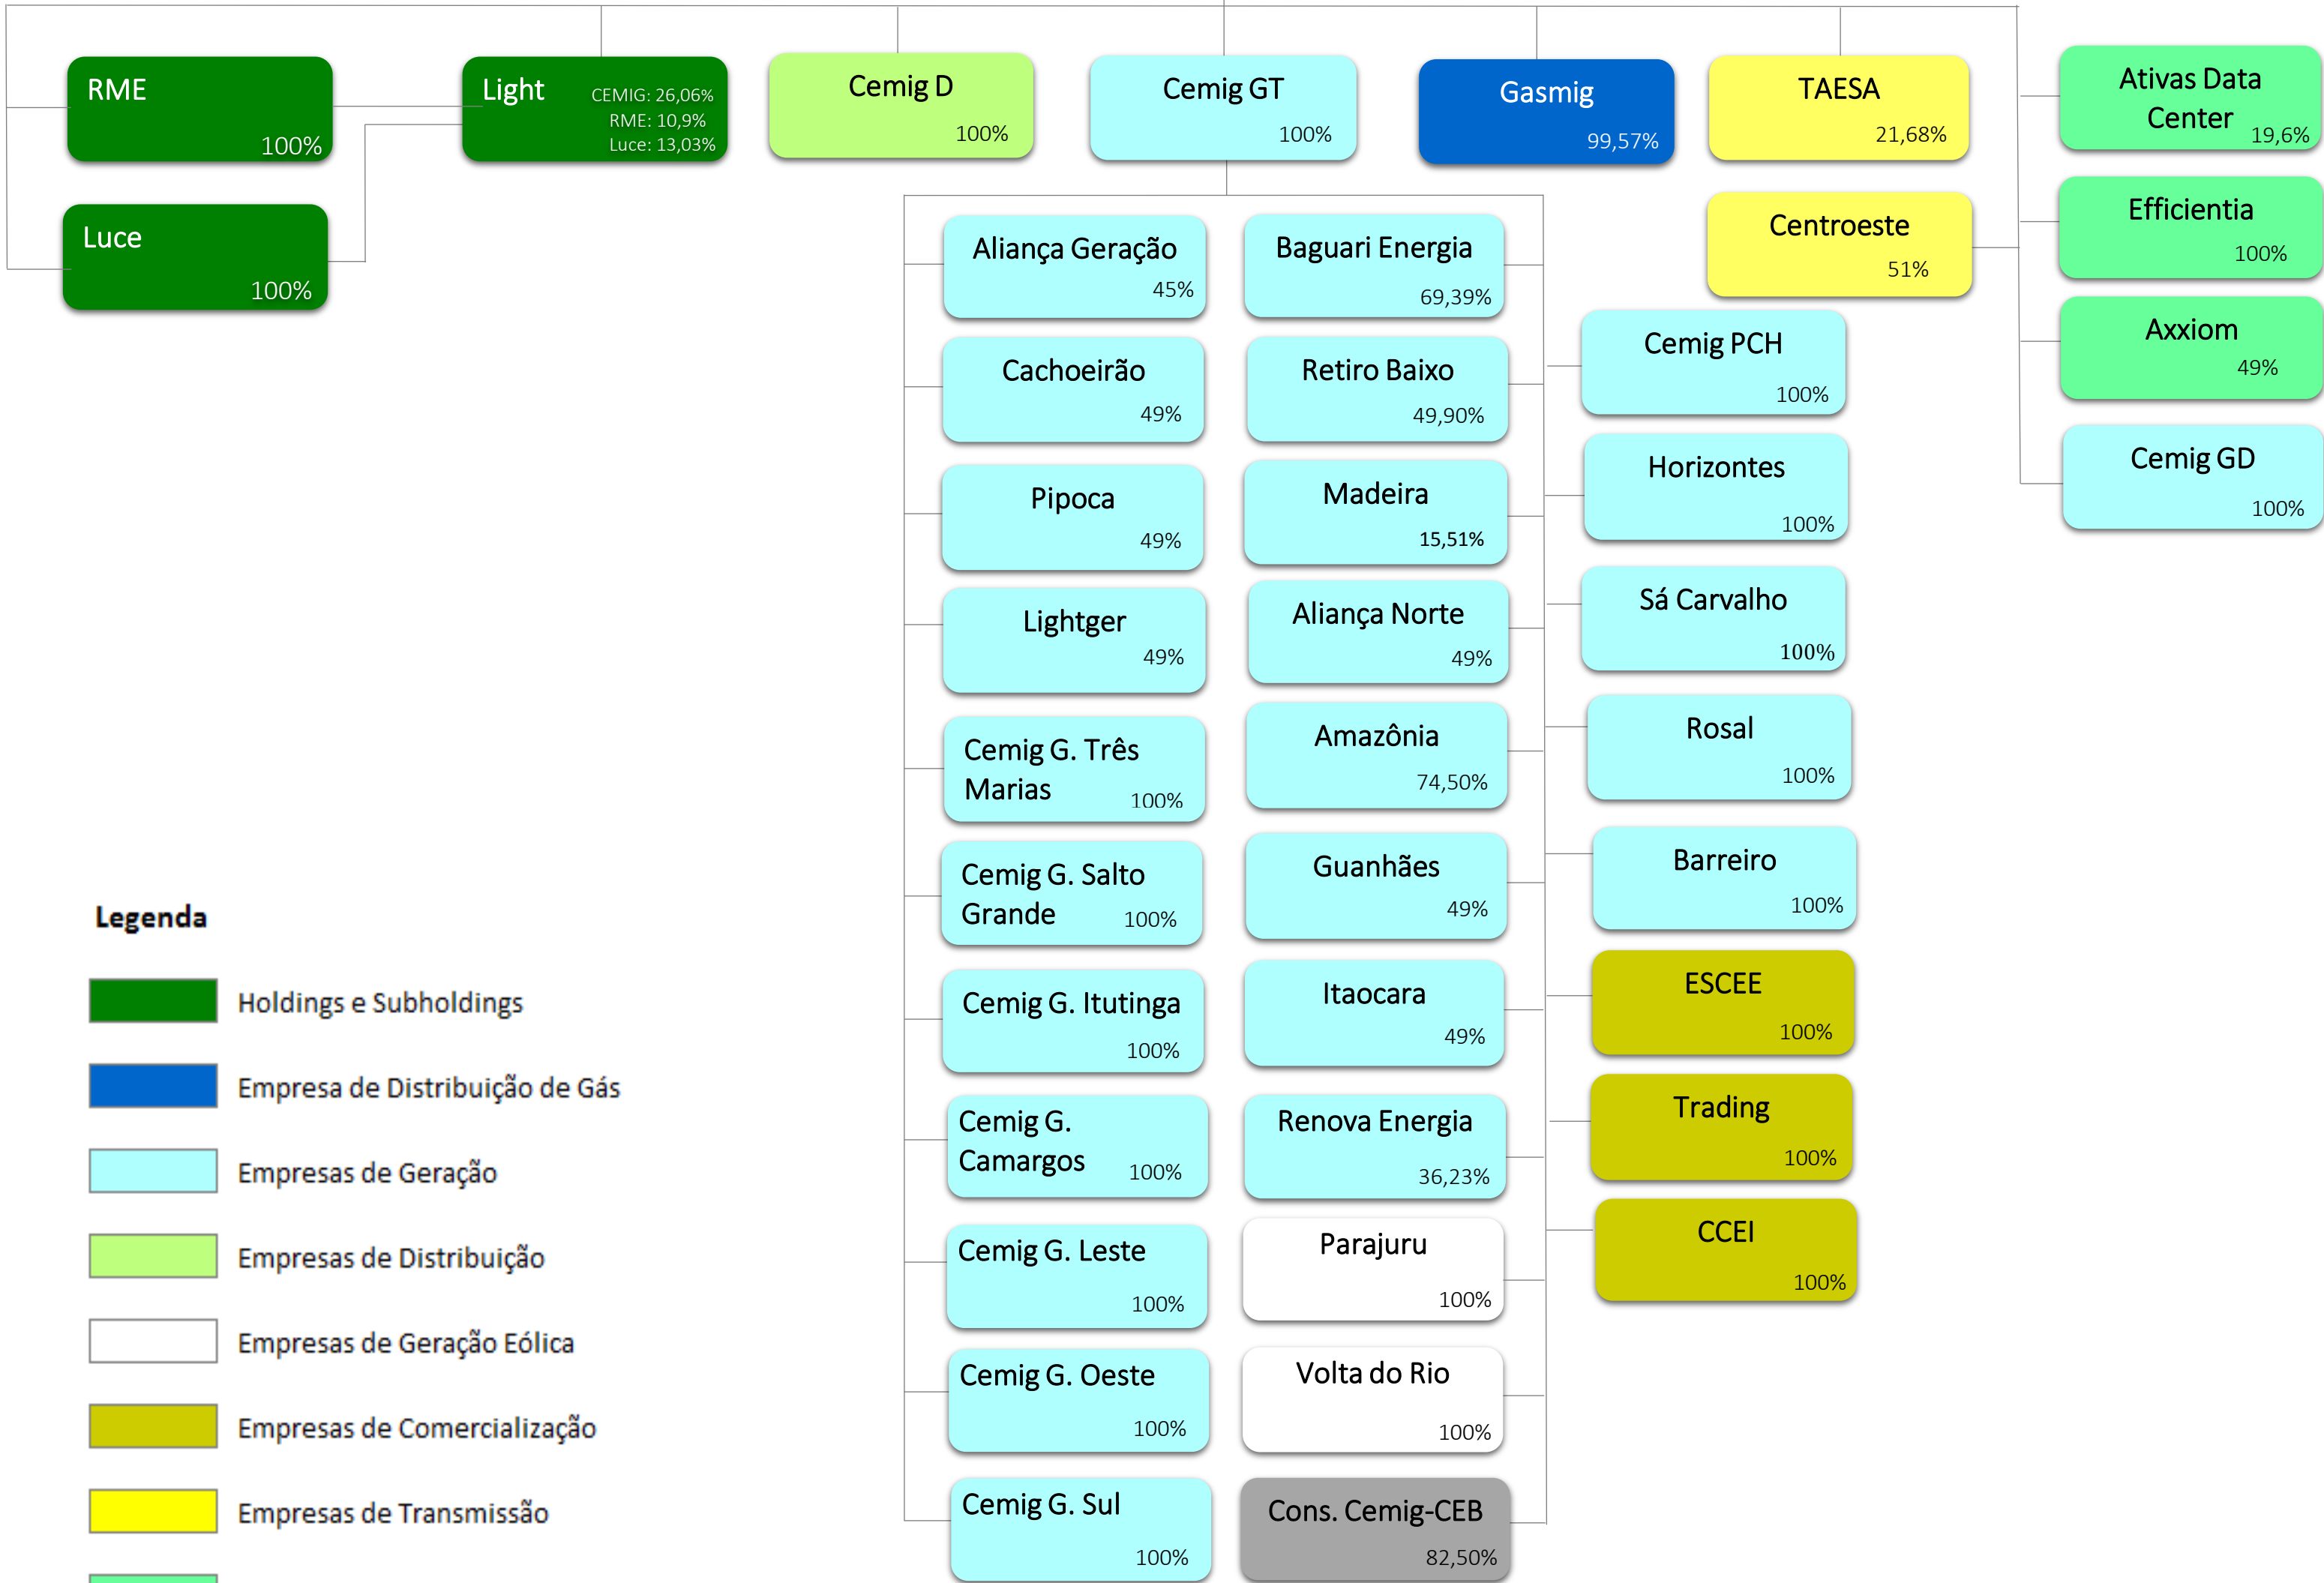 RME
100%
Light
CEMIG: 26,06%
RME: 10,9%
Luce: 13,03%
Cemig D
100%
Cemig GT
100%
Gasmig
99,57%
TAESA
21,68%
Ativas Data
Center
19,6%
Luce
100%
Centroeste
51%
Efficientia
100%
Axxiom
49%
Cemig GD
100%
Aliança Geração
45%
Cachoeirão
49%
Pipoca
49%
Lightger
49%
Cemig G. Três
Marias
100%
Cemig G. Salto
Grande
100%
Cemig G. Itutinga
100%
Cemig G.
Camargos
100%
Cemig G. Leste
100%
Cemig G. Oeste
100%
Cemig G. Sul
100%
Baguari Energia
69,39%
Retiro Baixo
49,90%
Madeira
15,51%
Aliança Norte
49%
Amazônia
74,50%
Guanhães
49%
Itaocara
49%
Renova Energia
36,23%
Parajuru
100%
Volta do Rio
100%
Cons. Cemig-CEB
82,50%
Cemig PCH
100%
Horizontes
100%
Sá Carvalho
100%
Rosal
100%
Barreiro
100%
ESCEE
100%
Trading
100%
CCEI
100%
Legenda
Holdings e Subholdings
Empresa de Distribuição de Gás
Empresas de Geração
Empresas de Distribuição
Empresas de Geração Eólica
Empresas de Comercialização
Empresas de Transmissão